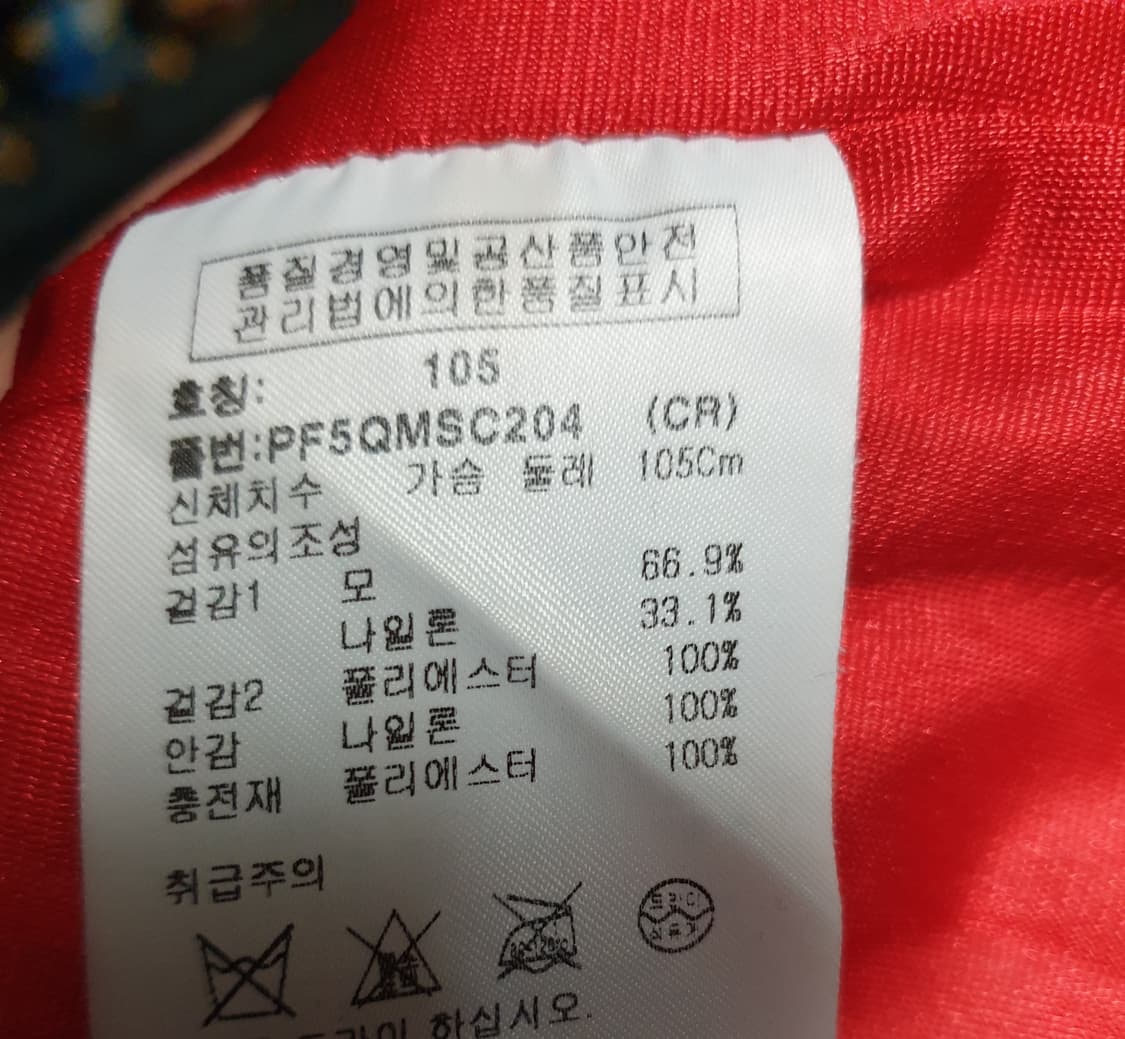 품질경영및공산품안전
관리법에의한품질표시
호칭: 105
품번:PF5QMSC204 (CR)
신체치수 가슴 둘레 105Cm
섬유의조성
겉감1 모 66.9%
나일론 33.1%
겉감2 폴리에스터 100%
안감 나일론 100%
충전재 폴리에스터 100%
취급주의
하십시오.